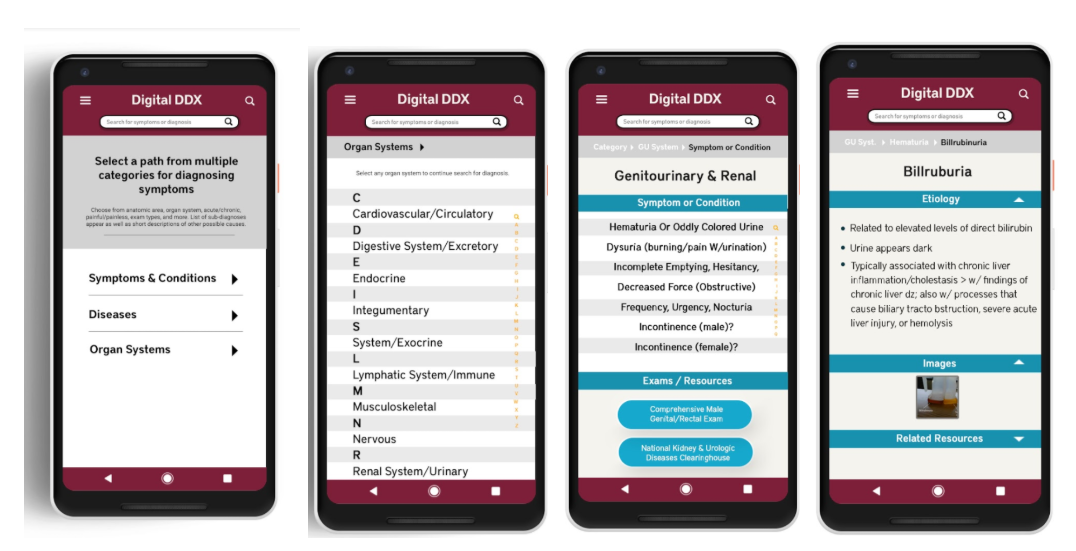 Digital DDX
Search for symptoms or diagnosis
Select a path from multiple
categories for diagnosing
symptoms
Choose from anatomic area, organ system, acute/chronic,
painful/painless, exam types, and more. List of sub-diagnoses
appear as well as short descriptions of other possible causes.
Symptoms & Conditions
Diseases
Organ Systems
Digital DDX
Search for symptoms or diagnosis
Organ Systems
Select any organ system to continue search for diagnosis.
C
Cardiovascular/Circulatory
D
Digestive System/Excretory
E
Endocrine
I
Integumentary
S
System/Exocrine
L
Lymphatic System/Immune
M
Musculoskeletal
N
Nervous
R
Renal System/Urinary
Digital DDX
Search for symptoms or diagnosis
Category GU System Symptom or Condition
Genitourinary & Renal
Symptom or Condition
Hematuria Or Oddly Colored Urine
Dysuria (burning/pain W/urination)
Incomplete Emptying, Hesitancy,
Decreased Force (Obstructive)
Frequency, Urgency, Nocturia
Incontinence (male)?
Incontinence (female)?
Exams / Resources
Comprehensive Male
Genital/Rectal Exam
National Kidney & Urologic
Diseases Clearinghouse
Digital DDX
Search for symptoms or diagnosis
GU Syst. Hematuria Billrubinuria
Billruburia
Etiology
Related to elevated levels of direct bilirubin
Urine appears dark
Typically associated with chronic liver
inflammation/cholestasis > w/ findings of
chronic liver dz; also w/ processes that
cause biliary tracto bstruction, severe acute
liver injury, or hemolysis
Images
Related Resources